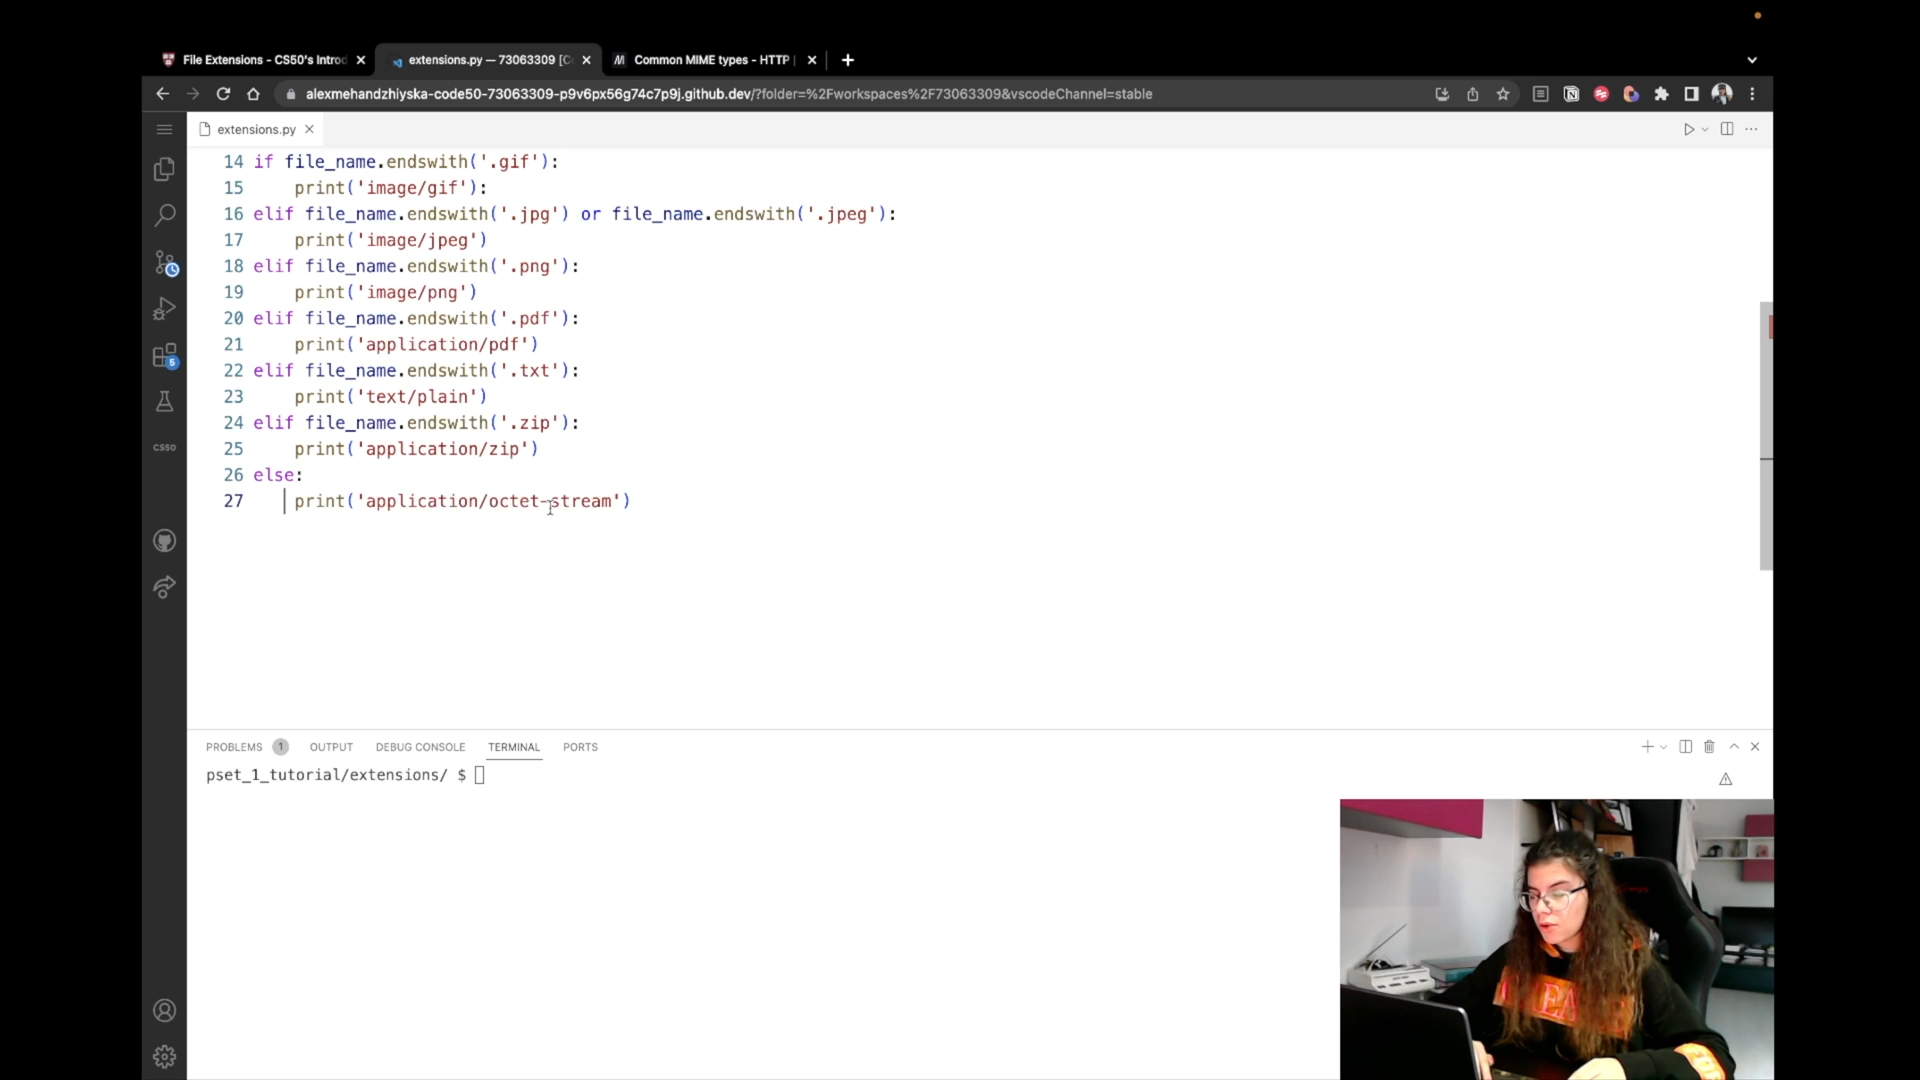 File Extensions - CS50's Introd
extensions.py — 73063309 [C
Common MIME types - HTTP
alexmehandzhiyska-code50-73063309-p9v6px56g74c7p9j.github.dev/?folder=%2Fworkspaces%2F73063309&vscodeChannel=stable
extensions.py
14 if file_name.endswith('.gif'):
15 print('image/gif'):
16 elif file_name.endswith('.jpg') or file_name.endswith('.jpeg'):
17 print('image/jpeg')
18 elif file_name.endswith('.png'):
19 print('image/png')
20 elif file_name.endswith('.pdf'):
21 print('application/pdf')
22 elif file_name.endswith('.txt'):
23 print('text/plain')
24 elif file_name.endswith('.zip'):
25 print('application/zip')
26 else:
27 print('application/octet-stream')
5
CS50
PROBLEMS 1 OUTPUT DEBUG CONSOLE TERMINAL PORTS
pset_1_tutorial/extensions/ $